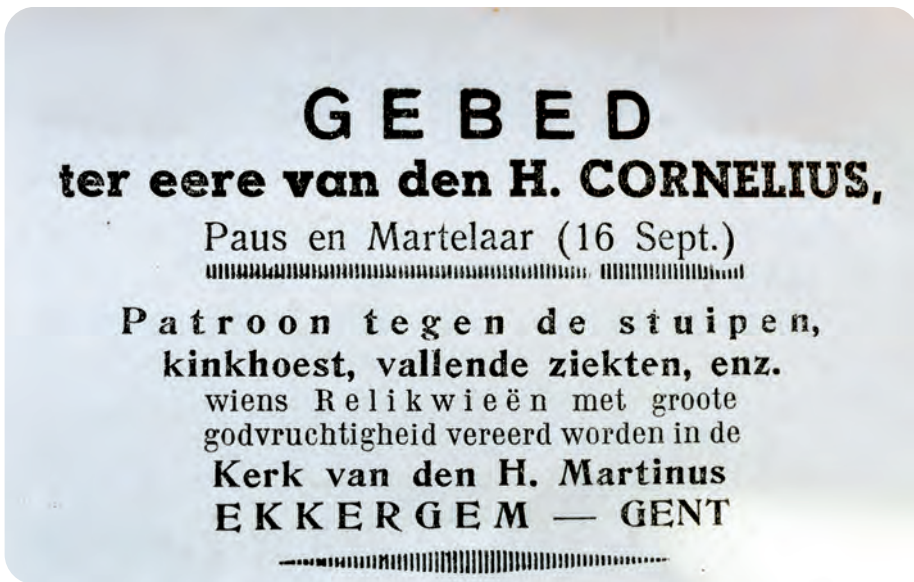 GEBED
ter eere van den H. CORNELIUS,
Paus en Martelaar (16 Sept.)
Patroon tegen de stuipen,
kinkhoest, vallende ziekten, enz.
wiens Relikwieën met groote
godvruchtigheid vereerd worden in de
Kerk van den H. Martinus
EKKERGEM — GENT